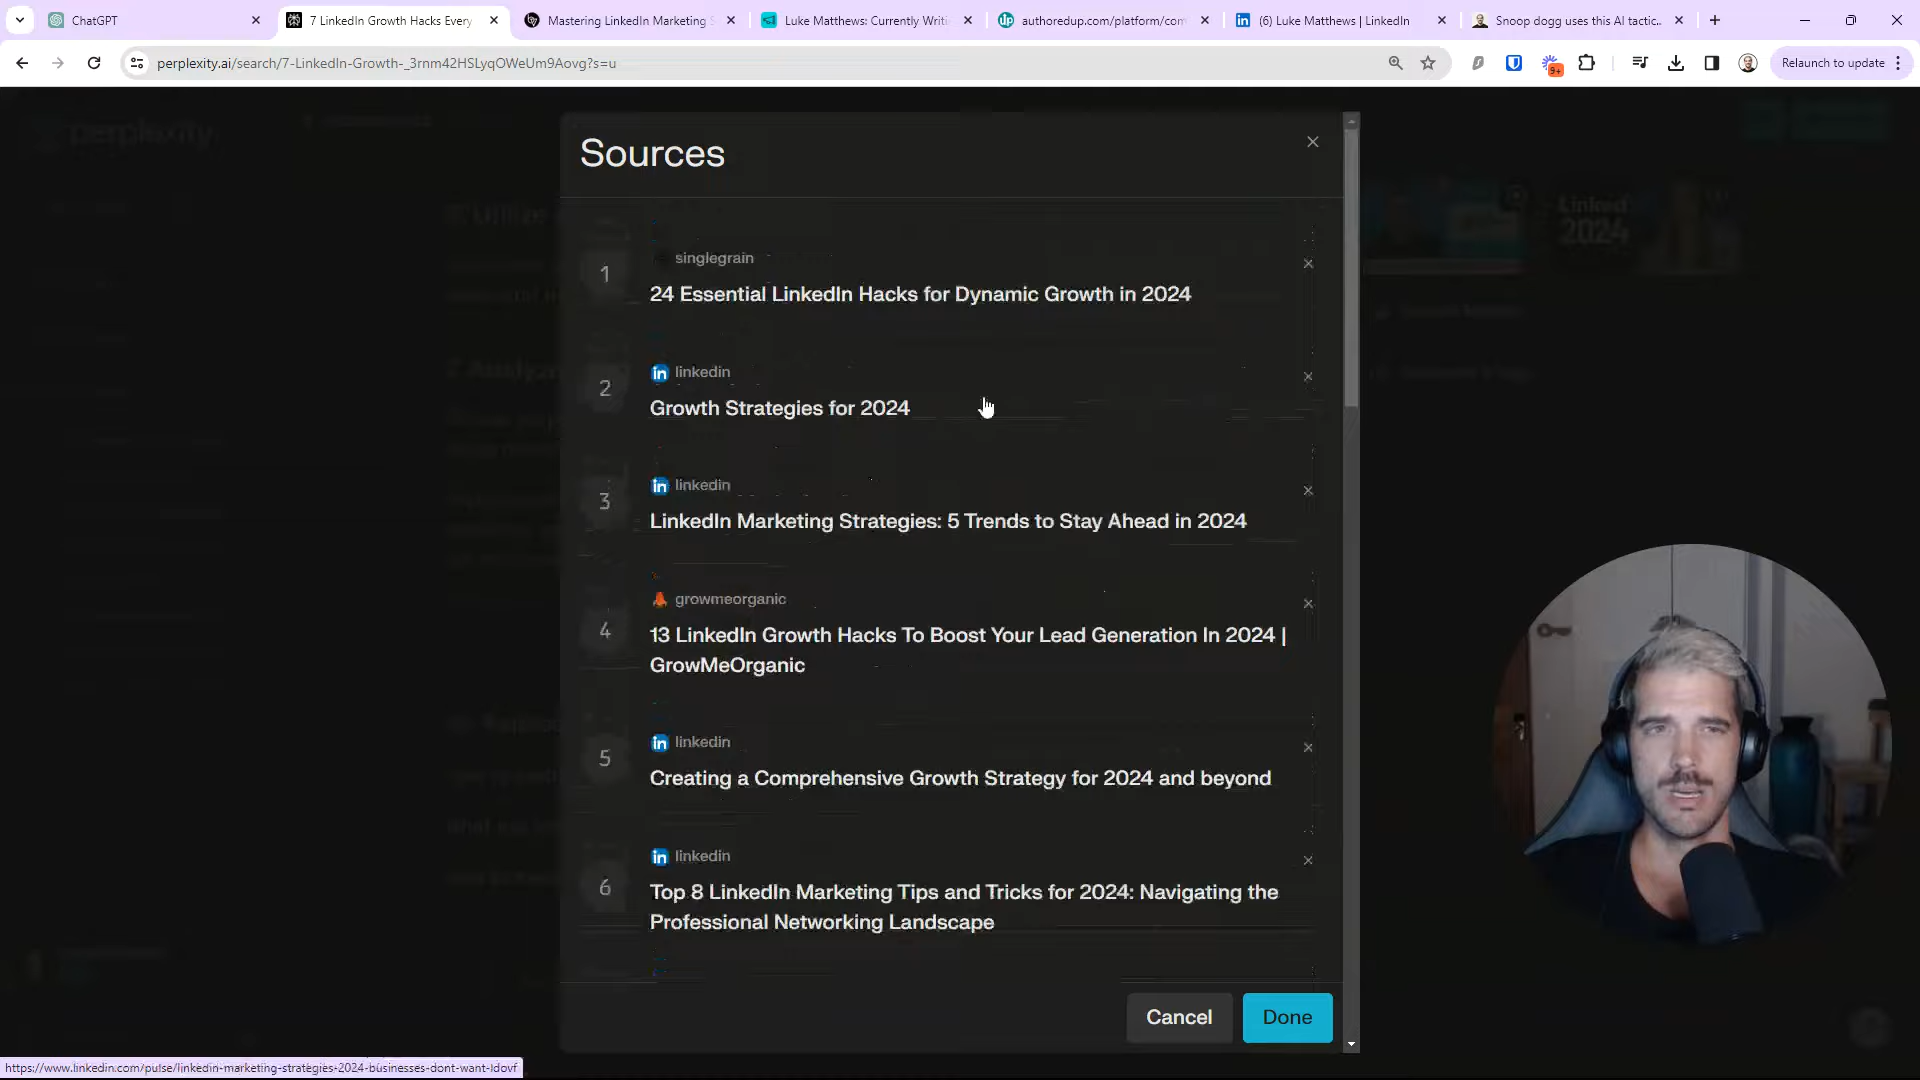 ChatGPT
7 LinkedIn Growth Hacks Every
Mastering LinkedIn Marketing S
Luke Matthews: Currently Writi
authoredup.com/platform/com
(6) Luke Matthews | LinkedIn
Snoop dogg uses this AI tactic..
perplexity.ai/search/7-LinkedIn-Growth-_3rnm42HSLyqOWeUm9Aovg?s=u
9+
Relaunch to update
perplexity
Sources
Linked
2024
singlegrain
1
24 Essential LinkedIn Hacks for Dynamic Growth in 2024
linkedin
2
Growth Strategies for 2024
linkedin
3
LinkedIn Marketing Strategies: 5 Trends to Stay Ahead in 2024
growmeorganic
4
13 LinkedIn Growth Hacks To Boost Your Lead Generation In 2024 |
GrowMeOrganic
linkedin
5
Creating a Comprehensive Growth Strategy for 2024 and beyond
linkedin
6
Top 8 LinkedIn Marketing Tips and Tricks for 2024: Navigating the
Professional Networking Landscape
Cancel
Done
https://www.linkedin.com/pulse/linkedin-marketing-strategies-2024-businesses-dont-want-ldovf